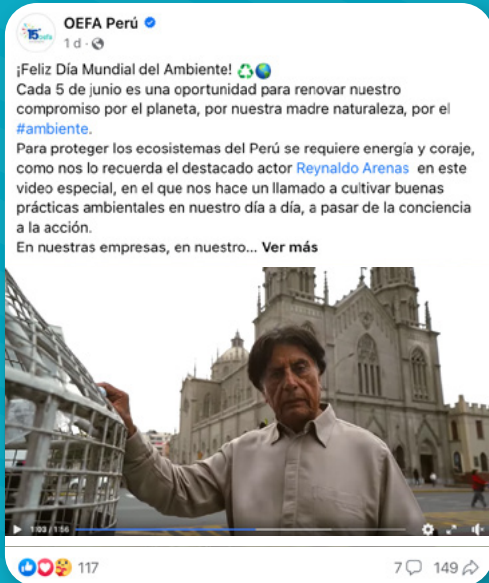 OEFA Perú
1 d
¡Feliz Día Mundial del Ambiente!
Cada 5 de junio es una oportunidad para renovar nuestro
compromiso por el planeta, por nuestra madre naturaleza, por el
#ambiente.
Para proteger los ecosistemas del Perú se requiere energía y coraje,
como nos lo recuerda el destacado actor Reynaldo Arenas en este
video especial, en el que nos hace un llamado a cultivar buenas
prácticas ambientales en nuestro día a día, a pasar de la conciencia
a la acción.
En nuestras empresas, en nuestro... Ver más
1:03 / 1:56
117
7
149